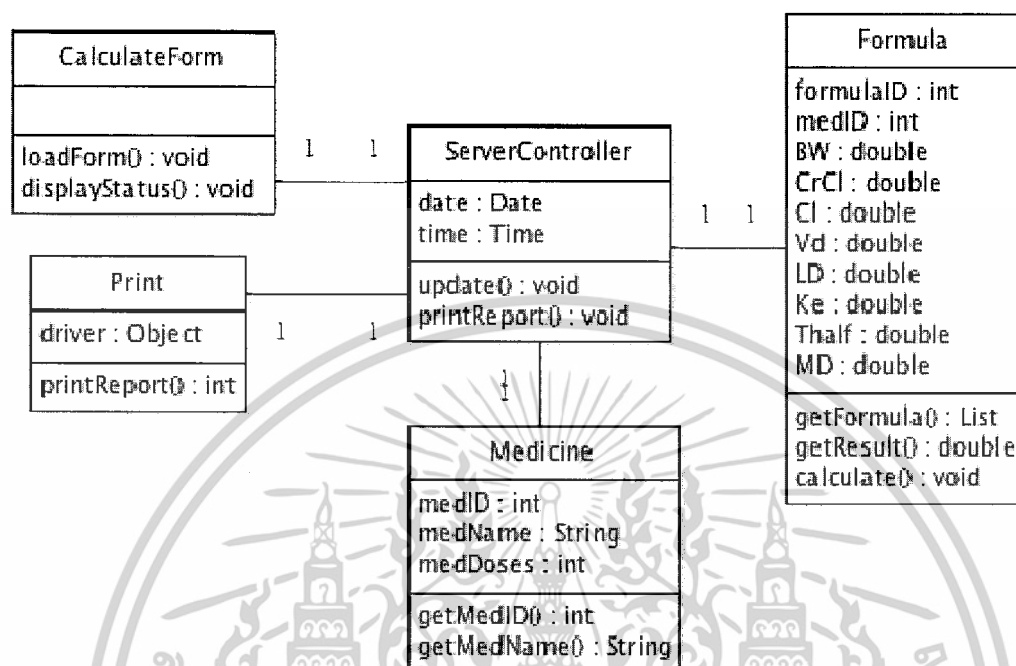 CalculateForm
loadForm() : void
displayStatus() : void
1 1
Print
driver : Object
printReport() : int
1 1
ServerController
date : Date
time : Time
update() : void
printReport() : void
1 1
Formula
formulaID : int
medID : int
BW : double
CrCl : double
Cl : double
Vd : double
LD : double
Ke : double
Thalf : double
MD : double
getFormula() : List
getResult() : double
calculate() : void
Medicine
medID : int
medName : String
medDoses : int
getMedID() : int
getMedName() : String